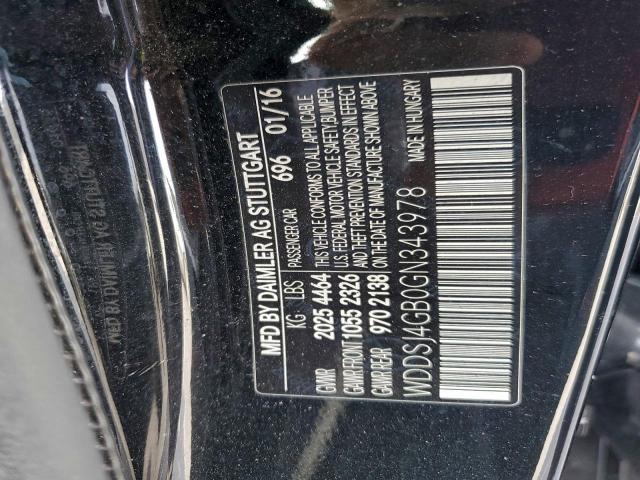 MFD BY DAIMLER AG STUTTGART
KG LBS PASSENGER CAR 696 01/16
GVWR 2025 4464 THIS VEHICLE CONFORMS TO ALL APPLICABLE
GAWR FRONT 1055 2326 U.S. FEDERAL MOTOR VEHICLE SAFETY, BUMPER
GAWR REAR 970 2138 & THEFT PREVENTION STANDARDS IN EFFECT
ON THE DATE OF MANUFACTURE SHOWN ABOVE
WDDSJ4GB0GN343978 MADE IN HUNGARY